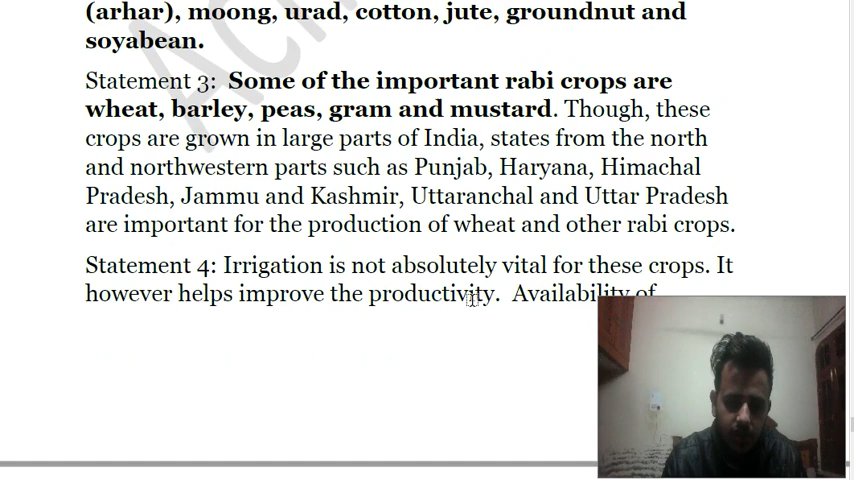 (arhar), moong, urad, cotton, jute, groundnut and
soyabean.
Statement 3:  Some of the important rabi crops are
wheat, barley, peas, gram and mustard. Though, these
crops are grown in large parts of India, states from the north
and northwestern parts such as Punjab, Haryana, Himachal
Pradesh, Jammu and Kashmir, Uttaranchal and Uttar Pradesh
are important for the production of wheat and other rabi crops.
Statement 4: Irrigation is not absolutely vital for these crops. It
however helps improve the productivity.  Availability of